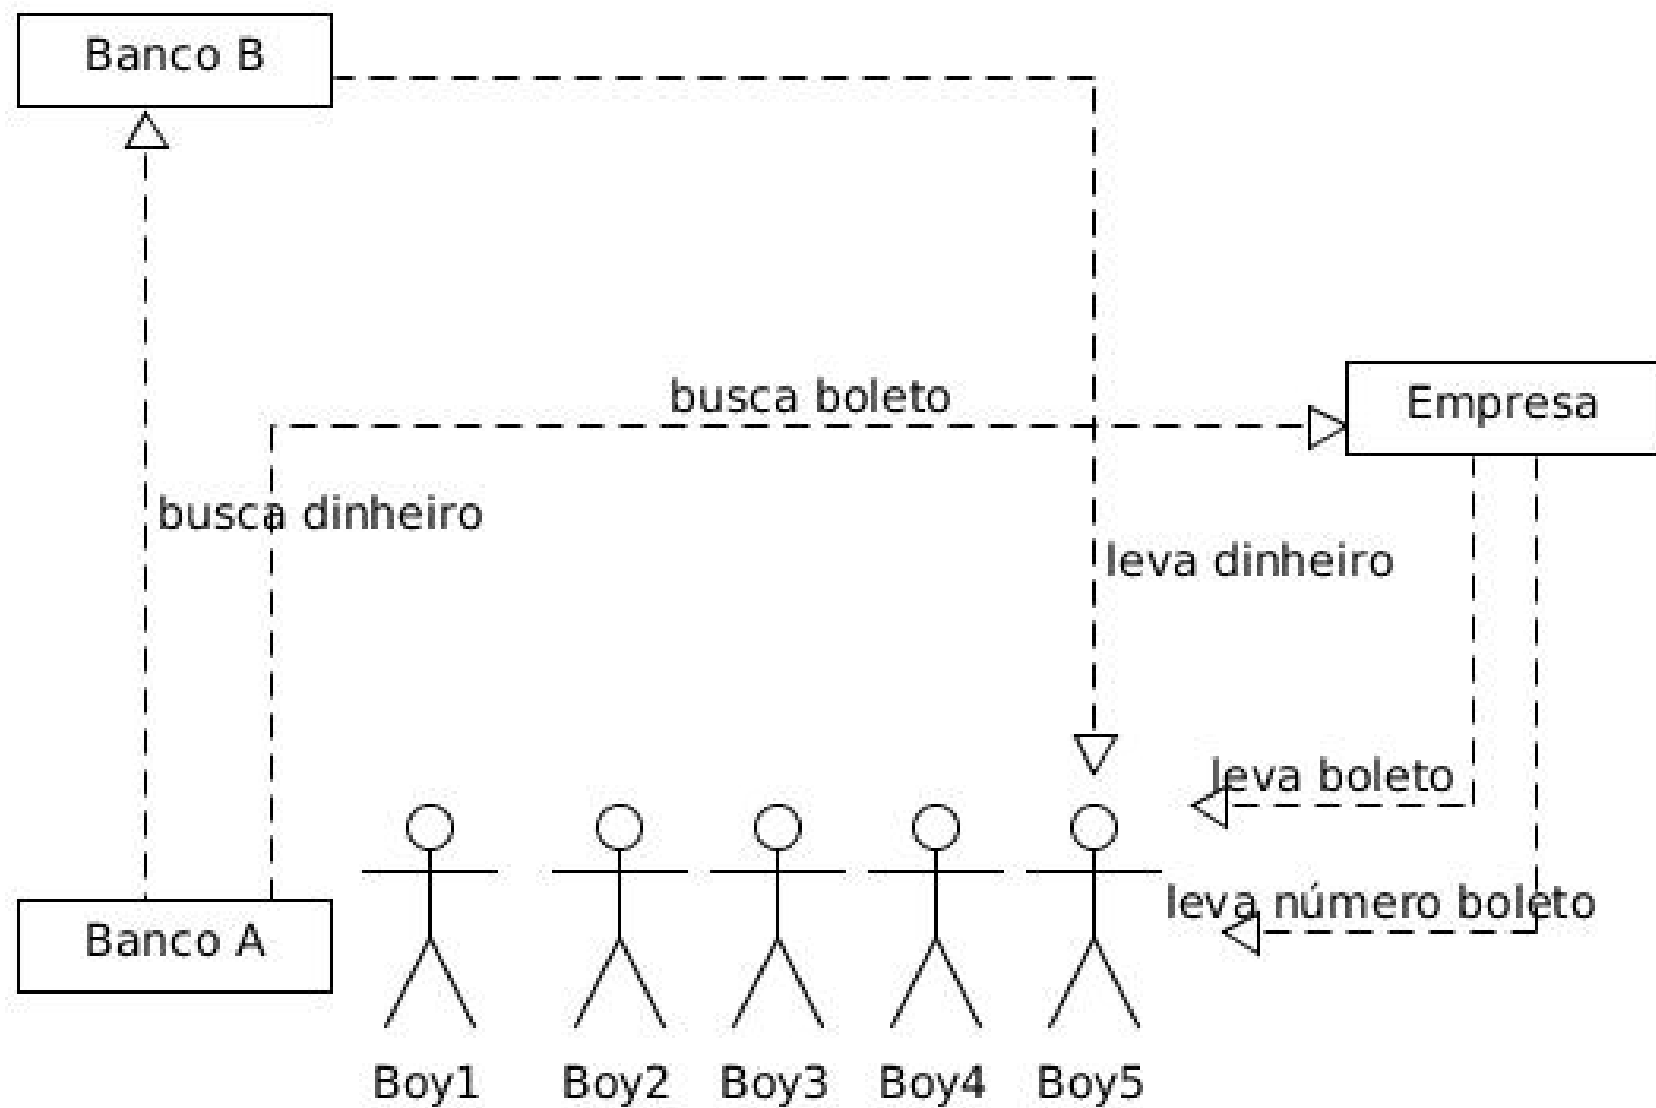 Banco B
busca boleto
Empresa
busca dinheiro
leva dinheiro
leva boleto
leva número boleto
Banco A
Boy1
Boy2
Boy3
Boy4
Boy5